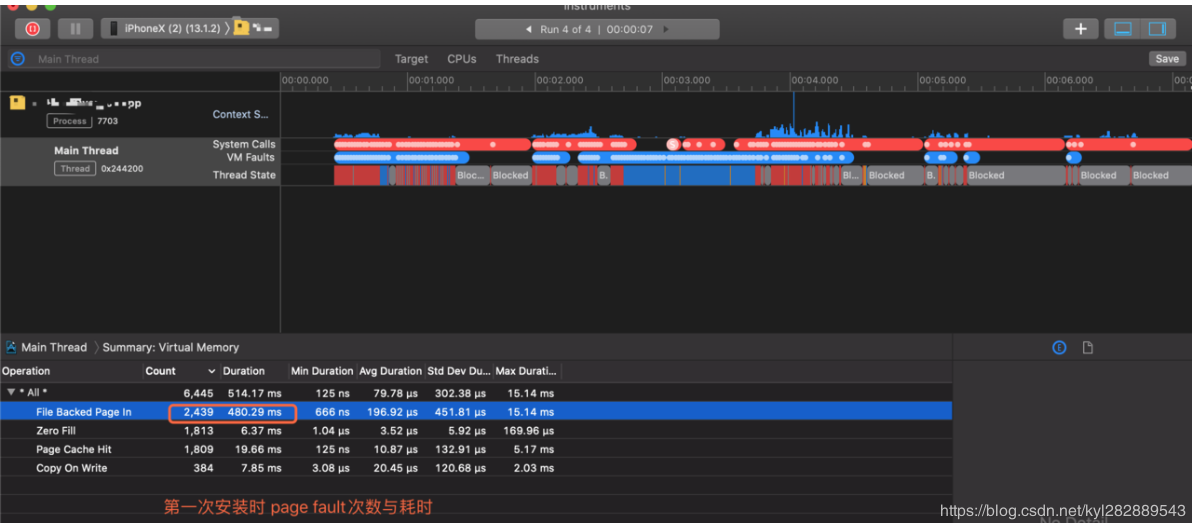 Instruments
iPhoneX (2) (13.1.2)
Run 4 of 4 | 00:00:07
Main Thread
Target CPUs Threads
Save
00:00.000 00:01.000 00:02.000 00:03.000 00:04.000 00:05.000 00:06.000
Process 7703
Context S...
Main Thread
Thread 0x244200
System Calls
S
VM Faults
Thread State
Bloc... Blocked B. Bl... Blocked B. Blocked Blocked Blocked
Main Thread Summary: Virtual Memory
Operation Count Duration Min Duration Avg Duration Std Dev Du... Max Durati...
* All * 6,445 514.17 ms 125 ns 79.78 µs 302.38 µs 15.14 ms
File Backed Page In 2,439 480.29 ms 666 ns 196.92 µs 451.81 µs 15.14 ms
Zero Fill 1,813 6.37 ms 1.04 µs 3.52 µs 5.92 µs 169.96 µs
Page Cache Hit 1,809 19.66 ms 125 ns 10.87 µs 132.91 µs 5.17 ms
Copy On Write 384 7.85 ms 3.08 µs 20.45 µs 120.68 µs 2.03 ms
第一次安装时 page fault次数与耗时
https://blog.csdn.net/kyl282889543
No Detail